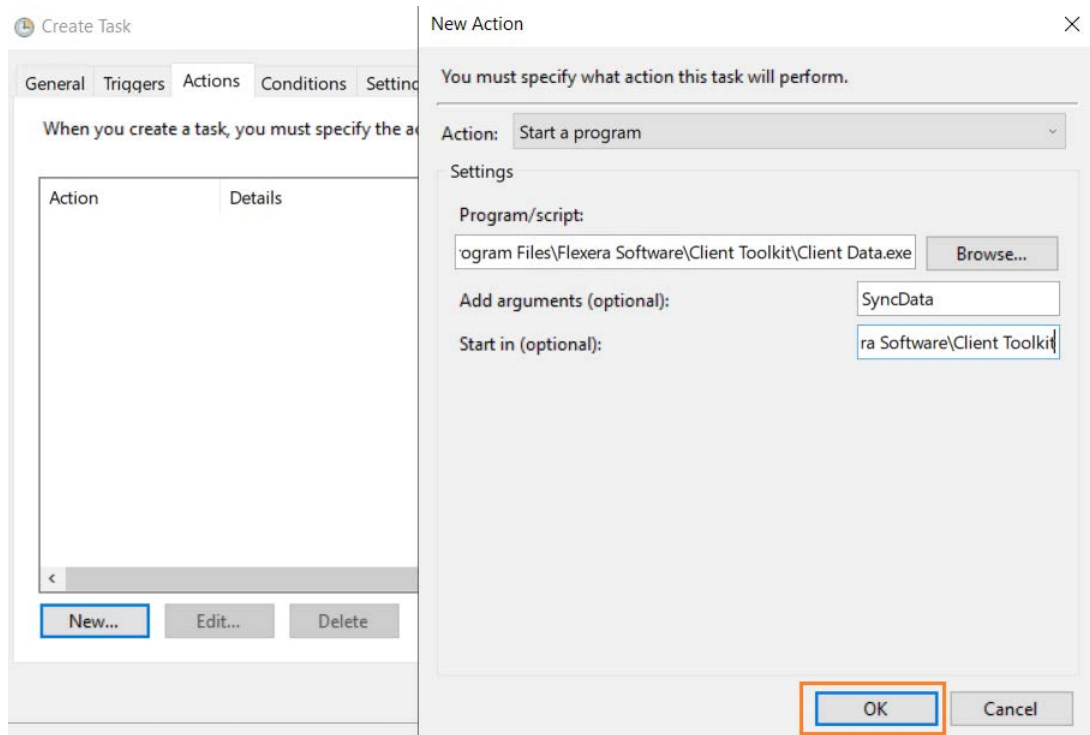 Create Task
General Triggers Actions Conditions Setting
When you create a task, you must specify the a
Action Details
New... Edit... Delete
New Action
You must specify what action this task will perform.
Action: Start a program
Settings
Program/script:
rogram Files\Flexera Software\Client Toolkit\Client Data.exe Browse...
Add arguments (optional): SyncData
Start in (optional): ra Software\Client Toolkit
OK Cancel